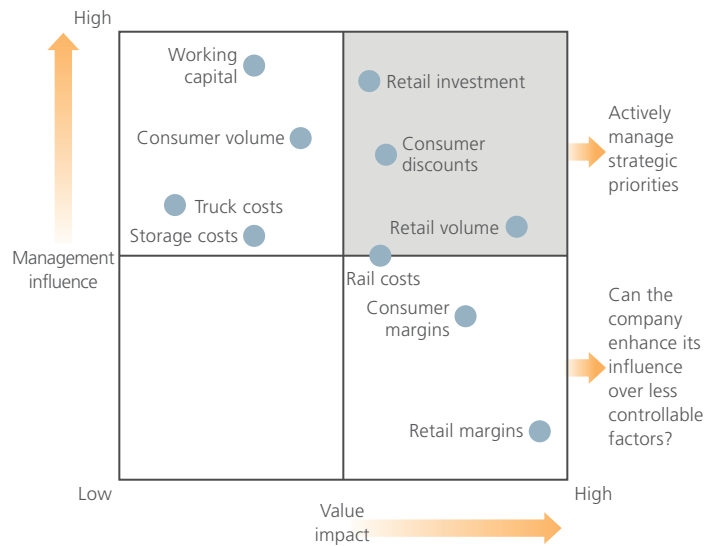 High
Working
capital
Retail investment
Consumer volume
Consumer
discounts
Truck costs
Storage costs
Retail volume
Management
influence
Rail costs
Consumer
margins
Retail margins
Low
High
Value
impact
Actively
manage
strategic
priorities
Can the
company
enhance its
influence
over less
controllable
factors?